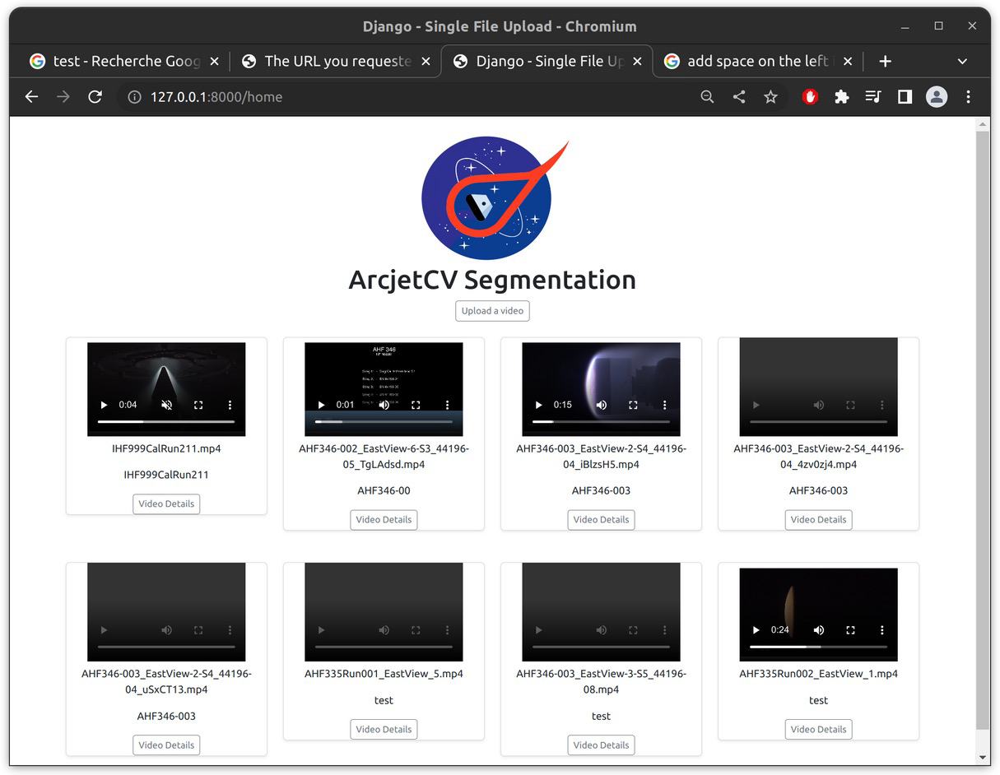 Django - Single File Upload - Chromium
test - Recherche Goog
The URL you requeste
Django - Single File Up
add space on the left i
127.0.0.1:8000/home
ArcjetCV Segmentation
Upload a video
AHF 346
0:04
0:01
0:15
IHF999CalRun211.mp4
IHF999CalRun211
Video Details
AHF346-002_EastView-6-S3_44196-
05_TgLAdsd.mp4
AHF346-00
Video Details
AHF346-003_EastView-2-S4_44196-
04_iBlzsH5.mp4
AHF346-003
Video Details
AHF346-003_EastView-2-S4_44196-
04_4zv0zj4.mp4
AHF346-003
Video Details
AHF346-003_EastView-2-S4_44196-
04_uSxCT13.mp4
AHF346-003
Video Details
AHF335Run001_EastView_5.mp4
test
Video Details
AHF346-003_EastView-3-S5_44196-
08.mp4
test
Video Details
0:24
AHF335Run002_EastView_1.mp4
test
Video Details